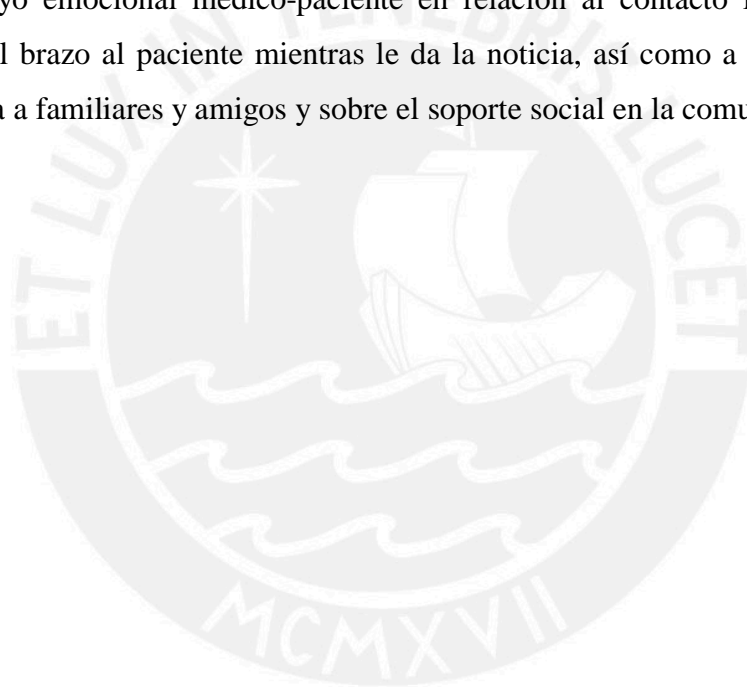 yo emocional médico-paciente en relación al contacto
l brazo al paciente mientras le da la noticia, así como a
a a familiares y amigos y sobre el soporte social en la comu
ET LUX IN TENEBRIS LUCET
MCMXVII